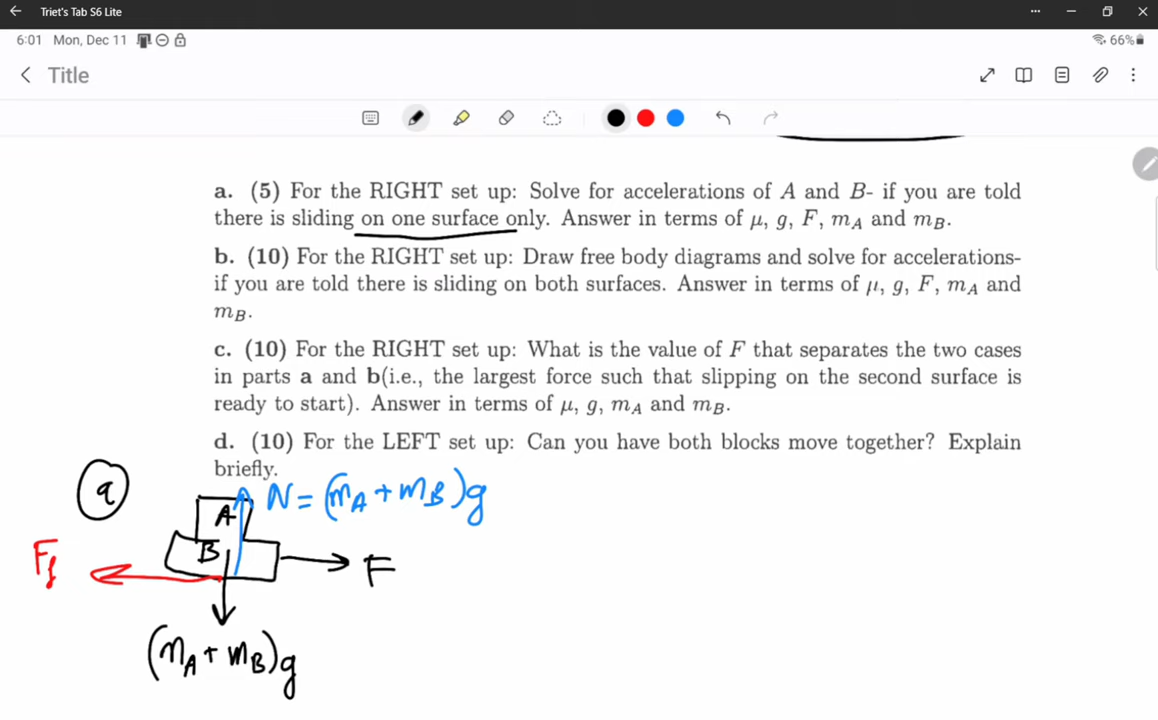 Triet's Tab S6 Lite
6:01 Mon, Dec 11
66%
Title
a. (5) For the RIGHT set up: Solve for accelerations of A and B- if you are told
there is sliding on one surface only. Answer in terms of μ, g, F, m_A and m_B.
b. (10) For the RIGHT set up: Draw free body diagrams and solve for accelerations-
if you are told there is sliding on both surfaces. Answer in terms of μ, g, F, m_A and
m_B.
c. (10) For the RIGHT set up: What is the value of F that separates the two cases
in parts a and b(i.e., the largest force such that slipping on the second surface is
ready to start). Answer in terms of μ, g, m_A and m_B.
d. (10) For the LEFT set up: Can you have both blocks move together? Explain
briefly.
a
N = (m_A + m_B)g
A
B
F_f
F
(m_A + m_B)g